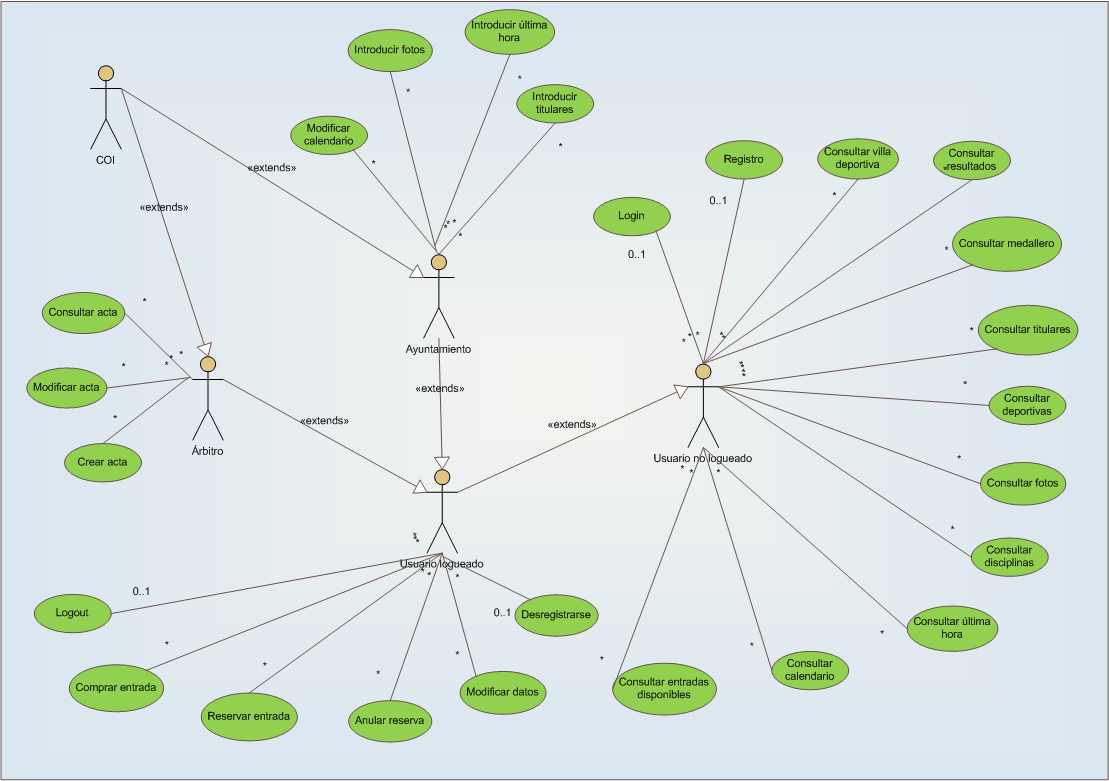 Introducir última
hora
Introducir fotos
*
*
Introducir
titulares
*
Modificar
calendario
*
COI
«extends»
«extends»
* * *
*
Ayuntamiento
«extends»
Registro
0..1
Consultar villa
deportiva
*
Consultar
*resultados
Login
0..1
Consultar medallero
*
Consultar titulares
*
Consultar
deportivas
*
Consultar fotos
*
Consultar
disciplinas
*
Consultar última
hora
*
Consultar
calendario
*
Consultar entradas
disponibles
*
* * *
* *
* * * *
Usuario no logueado
* * *
«extends»
Consultar acta
*
Modificar acta
*
Crear acta
*
* * *
Árbitro
«extends»
* *
Usuario logueado
* * *
Logout
0..1
Comprar entrada
*
Reservar entrada
*
Anular reserva
*
Modificar datos
*
Desregistrarse
0..1